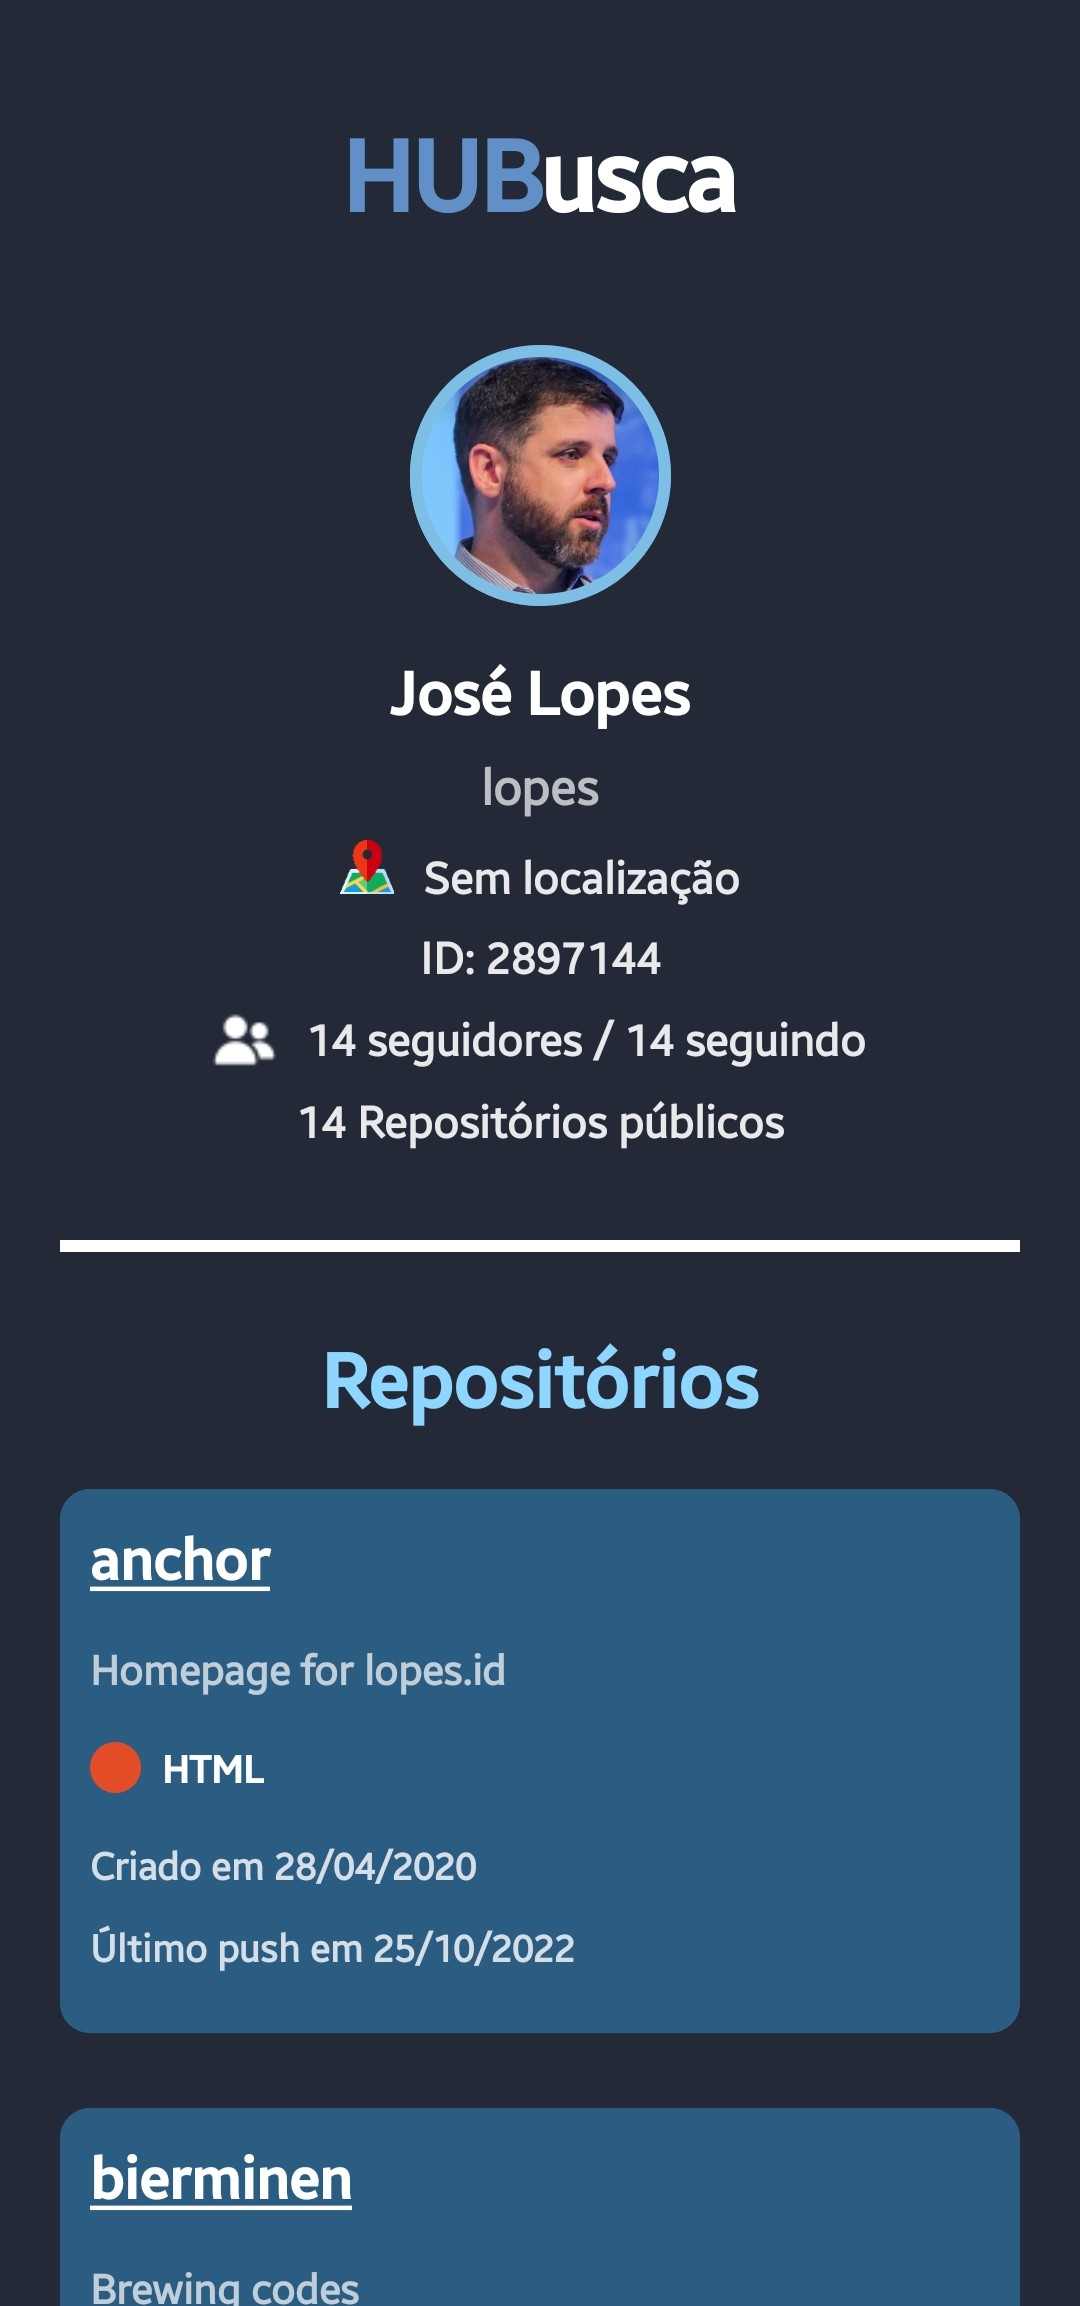 HUBusca
José Lopes
lopes
Sem localização
ID: 2897144
14 seguidores / 14 seguindo
14 Repositórios públicos
Repositórios
anchor
Homepage for lopes.id
HTML
Criado em 28/04/2020
Último push em 25/10/2022
bierminen
Brewing codes